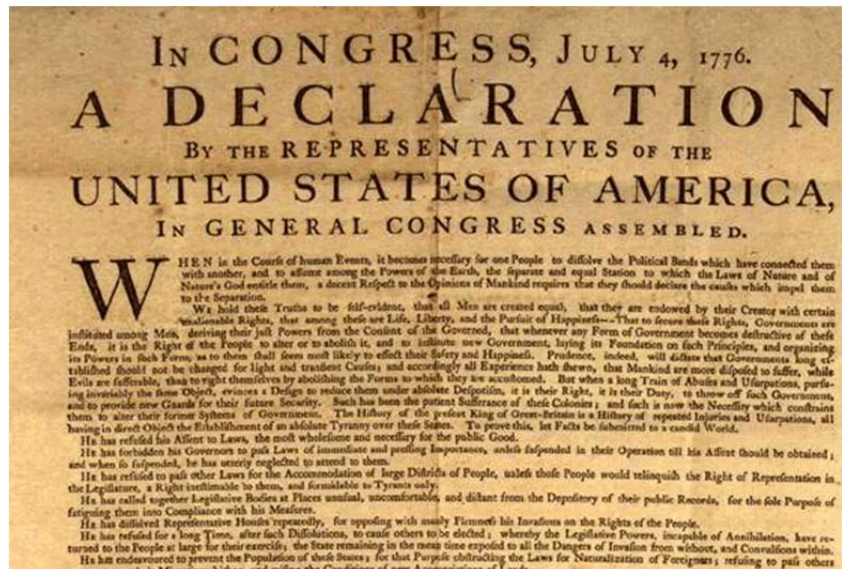 IN CONGRESS, JULY 4, 1776.
A DECLARATION
BY THE REPRESENTATIVES OF THE
UNITED STATES OF AMERICA,
IN GENERAL CONGRESS ASSEMBLED.
WHEN in the Course of human Events, it becomes necessary for one People to dissolve the Political Bands which have connected them
with another, and to assume among the Powers of the Earth, the separate and equal Station to which the Laws of Nature and of
Nature's God entitle them, a decent Respect to the Opinions of Mankind requires that they should declare the causes which impel them
to the Separation.
WE hold these Truths to be self-evident, that all Men are created equal, that they are endowed by their Creator with certain
unalienable Rights, that among these are Life, Liberty, and the Pursuit of Happiness—-That to secure these Rights, Governments are
instituted among Men, deriving their just Powers from the Consent of the Governed, that whenever any Form of Government becomes destructive of these
Ends, it is the Right of the People to alter or to abolish it, and to institute new Government, laying its Foundation on such Principles, and organizing
its Powers in such Form, as to them shall seem most likely to effect their Safety and Happiness. Prudence, indeed, will dictate that Governments long es-
tablished should not be changed for light and transient Causes; and accordingly all Experience hath shewn, that Mankind are more disposed to suffer, while
Evils are sufferable, than to right themselves by abolishing the Forms to which they are accustomed. But when a long Train of Abuses and Usurpations, pursu-
ing invariably the same Object, evinces a Design to reduce them under absolute Despotism, it is their Right, it is their Duty, to throw off such Government,
and to provide new Guards for their future Security. Such has been the patient Sufferance of these Colonies; and such is now the Necessity which constrains
them to alter their former Systems of Government. The History of the present King of Great-Britain is a History of repeated Injuries and Usurpations, all
having in direct Object the Establishment of an absolute Tyranny over these States. To prove this, let Facts be submitted to a candid World.
HE has refused his Assent to Laws, the most wholesome and necessary for the public Good.
HE has forbidden his Governors to pass Laws of immediate and pressing Importance, unless suspended in their Operation till his Assent should be obtained;
and when so suspended, he has utterly neglected to attend to them.
HE has refused to pass other Laws for the Accommodation of large Districts of People, unless those People would relinquish the Right of Representation in
the Legislature, a Right inestimable to them, and formidable to Tyrants only.
HE has called together Legislative Bodies at Places unusual, uncomfortable, and distant from the Depository of their public Records, for the sole Purpose of
fatiguing them into Compliance with his Measures.
HE has dissolved Representative Houses repeatedly, for opposing with manly Firmness his Invasions on the Rights of the People.
HE has refused for a long Time, after such Dissolutions, to cause others to be elected; whereby the Legislative Powers, incapable of Annihilation, have re-
turned to the People at large for their exercise; the State remaining in the mean time exposed to all the Dangers of Invasion from without, and Convulsions within.
HE has endeavoured to prevent the Population of these States; for that Purpose obstructing the Laws for Naturalization of Foreigners; refusing to pass others